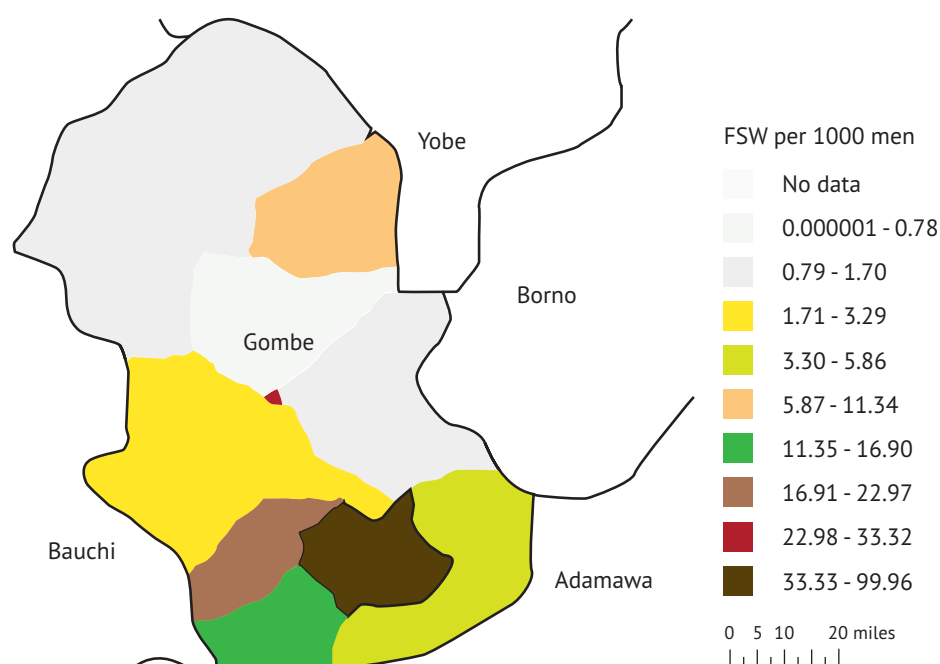 Yobe
FSW per 1000 men
No data
0.000001 - 0.78
0.79 - 1.70
Borno
1.71 - 3.29
Gombe
3.30 - 5.86
5.87 - 11.34
11.35 - 16.90
16.91 - 22.97
22.98 - 33.32
Bauchi
Adamawa
33.33 - 99.96
0 5 10 20 miles